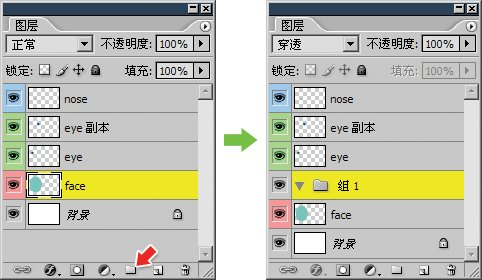 图层
正常 不透明度: 100%
锁定: 填充: 100%
nose
eye 副本
eye
face
背景
图层
穿透 不透明度: 100%
锁定: 填充: 100%
nose
eye 副本
eye
组 1
face
背景